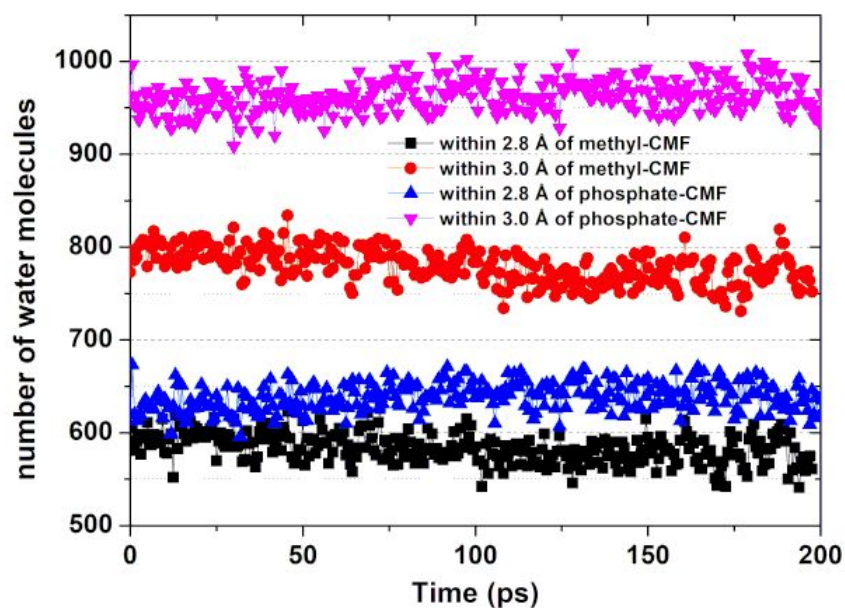 number of water molecules
1000
900
800
700
600
500
within 2.8 Å of methyl-CMF
within 3.0 Å of methyl-CMF
within 2.8 Å of phosphate-CMF
within 3.0 Å of phosphate-CMF
0 50 100 150 200
Time (ps)